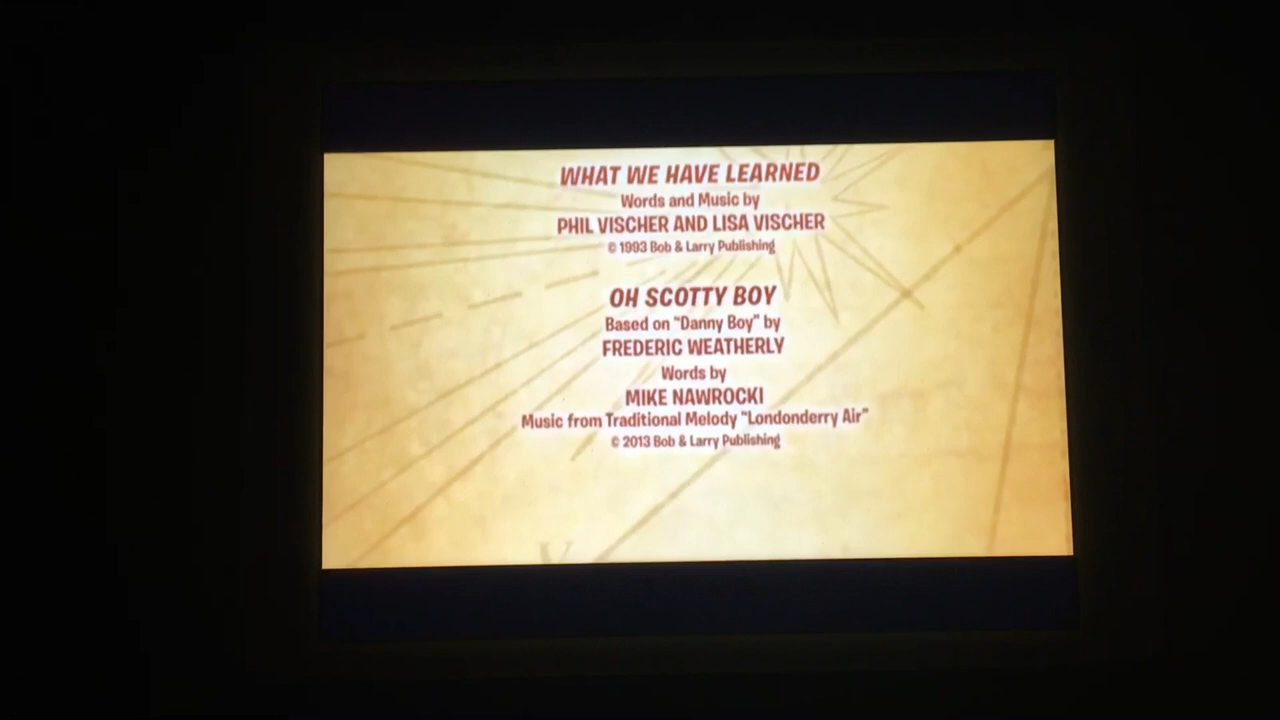 WHAT WE HAVE LEARNED
Words and Music by
PHIL VISCHER AND LISA VISCHER
© 1993 Bob & Larry Publishing
OH SCOTTY BOY
Based on "Danny Boy" by
FREDERIC WEATHERLY
Words by
MIKE NAWROCKI
Music from Traditional Melody "Londonderry Air"
© 2013 Bob & Larry Publishing